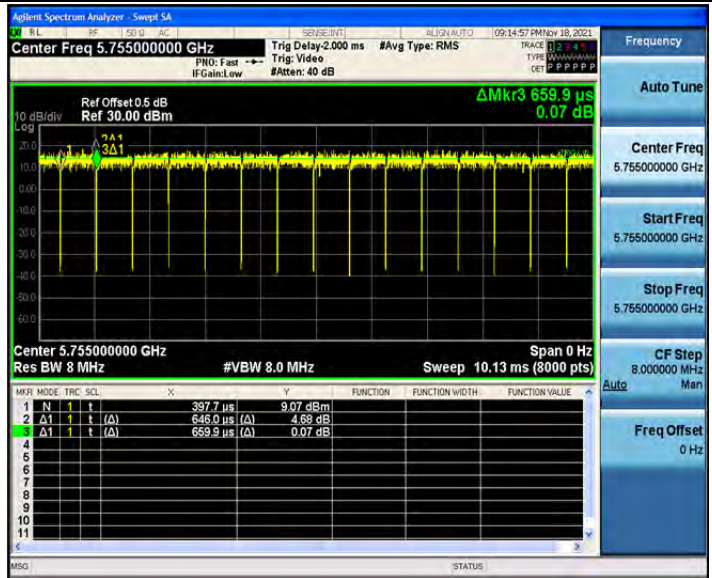 Agilent Spectrum Analyzer - Swept SA
RL RF 50 Ω AC SENSE:INT ALIGN AUTO 09:14:57 PM Nov 18, 2021
Center Freq 5.755000000 GHz
PNO: Fast
IFGain:Low
Trig Delay-2.000 ms
Trig: Video
#Atten: 40 dB
#Avg Type: RMS
TRACE 1 2 3 4 5 6
TYPE
DET P P P P P P
Frequency
Ref Offset 0.5 dB
10 dB/div Ref 30.00 dBm
Log
ΔMkr3 659.9 µs
0.07 dB
20.0
10.0
0.00
-10.0
-20.0
-30.0
-40.0
-50.0
-60.0
1
2Δ1
3Δ1
Center 5.755000000 GHz Span 0 Hz
Res BW 8 MHz #VBW 8.0 MHz Sweep 10.13 ms (8000 pts)
MKR MODE TRC SCL X Y FUNCTION FUNCTION WIDTH FUNCTION VALUE
1 N 1 t 397.7 µs 9.07 dBm
2 Δ1 1 t (Δ) 646.0 µs (Δ) 4.68 dB
3 Δ1 1 t (Δ) 659.9 µs (Δ) 0.07 dB
4
5
6
7
8
9
10
11
MSG STATUS
Auto Tune
Center Freq
5.755000000 GHz
Start Freq
5.755000000 GHz
Stop Freq
5.755000000 GHz
CF Step
8.000000 MHz
Auto Man
Freq Offset
0 Hz